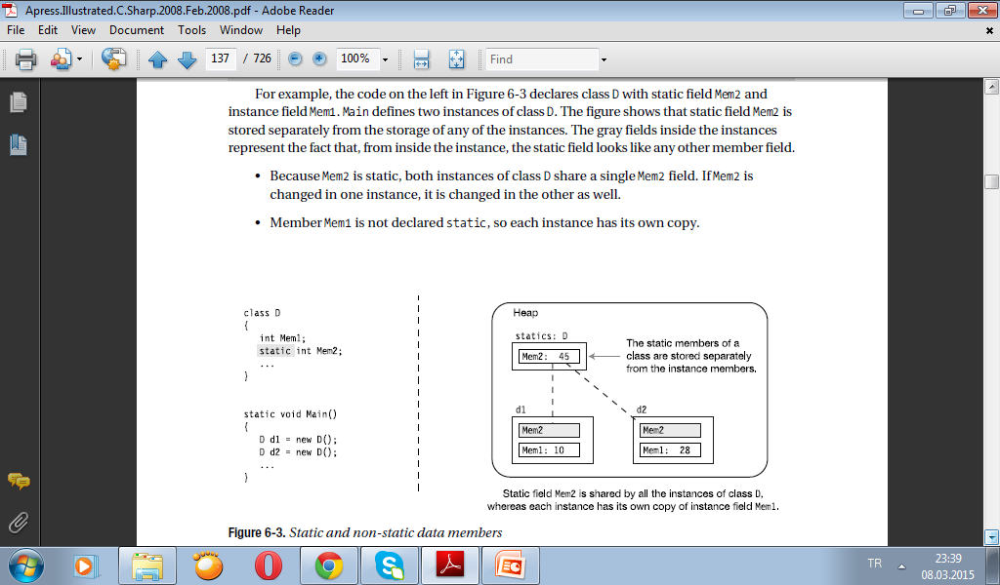 Apress.Illustrated.C.Sharp.2008.Feb.2008.pdf - Adobe Reader
File Edit View Document Tools Window Help
137 / 726 100% Find
For example, the code on the left in Figure 6-3 declares class D with static field Mem2 and
instance field Mem1. Main defines two instances of class D. The figure shows that static field Mem2 is
stored separately from the storage of any of the instances. The gray fields inside the instances
represent the fact that, from inside the instance, the static field looks like any other member field.
• Because Mem2 is static, both instances of class D share a single Mem2 field. If Mem2 is
changed in one instance, it is changed in the other as well.
• Member Mem1 is not declared static, so each instance has its own copy.
class D
{
int Mem1;
static int Mem2;
...
}
static void Main()
{
D d1 = new D();
D d2 = new D();
...
}
Heap
statics: D
Mem2: 45
The static members of a
class are stored separately
from the instance members.
d1
Mem2
Mem1: 10
d2
Mem2
Mem1: 28
Static field Mem2 is shared by all the instances of class D,
whereas each instance has its own copy of instance field Mem1.
Figure 6-3. Static and non-static data members
TR
23:39
08.03.2015